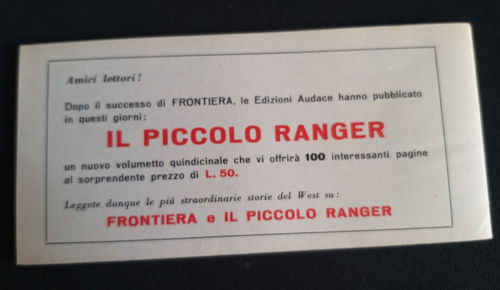 Amici lettori!
Dopo il successo di FRONTIERA, le Edizioni Audace hanno pubblicato
in questi giorni:
IL PICCOLO RANGER
un nuovo volumetto quindicinale che vi offrirà 100 interessanti pagine
al sorprendente prezzo di L. 50.
Leggete dunque le più straordinarie storie del West su:
FRONTIERA e IL PICCOLO RANGER